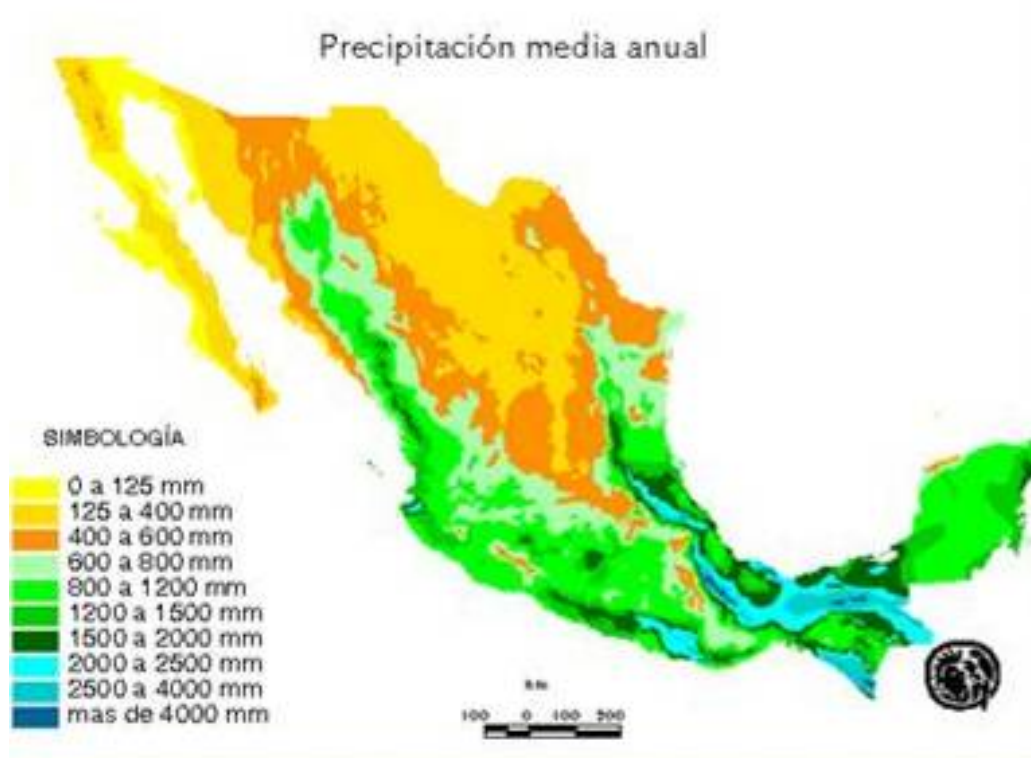 Precipitación media anual
SIMBOLOGÍA
0 a 125 mm
125 a 400 mm
400 a 600 mm
600 a 800 mm
800 a 1200 mm
1200 a 1500 mm
1500 a 2000 mm
2000 a 2500 mm
2500 a 4000 mm
mas de 4000 mm
100 0 100 200